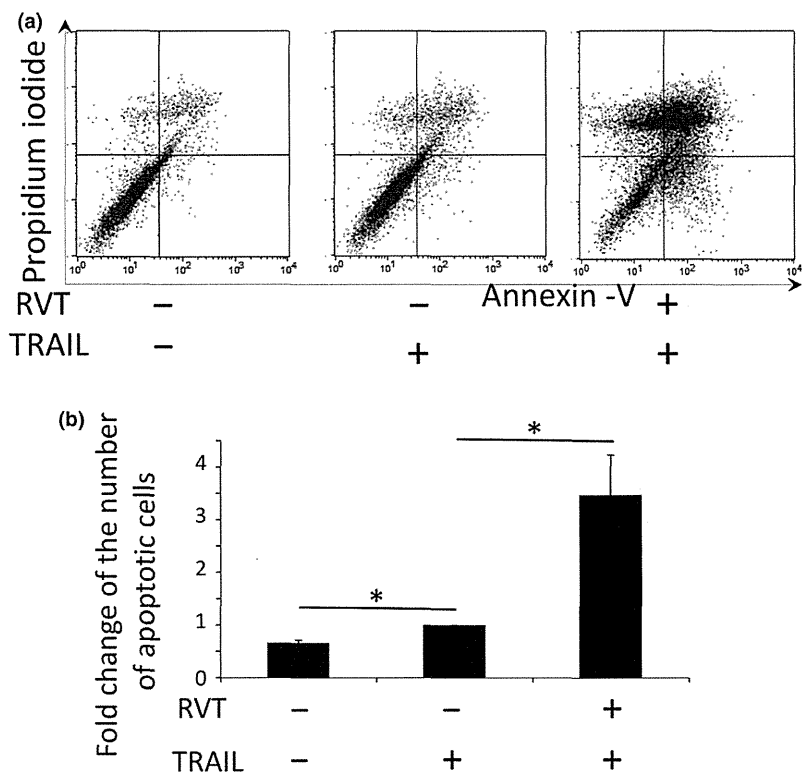 (a)
Propidium iodide
10⁰ 10¹ 10² 10³ 10⁴
10⁰ 10¹ 10² 10³ 10⁴
10⁰ 10¹ 10² 10³ 10⁴
Annexin -V
RVT − − +
TRAIL − + +
(b)
Fold change of the number
of apoptotic cells
4
3
2
1
0
*
*
RVT − − +
TRAIL − + +